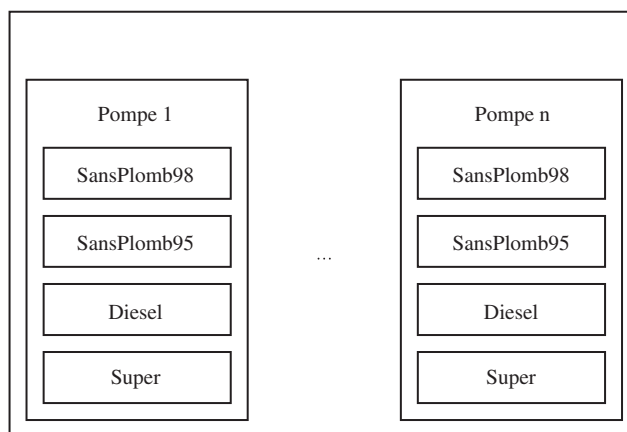 Pompe 1
SansPlomb98
SansPlomb95
Diesel
Super
...
Pompe n
SansPlomb98
SansPlomb95
Diesel
Super